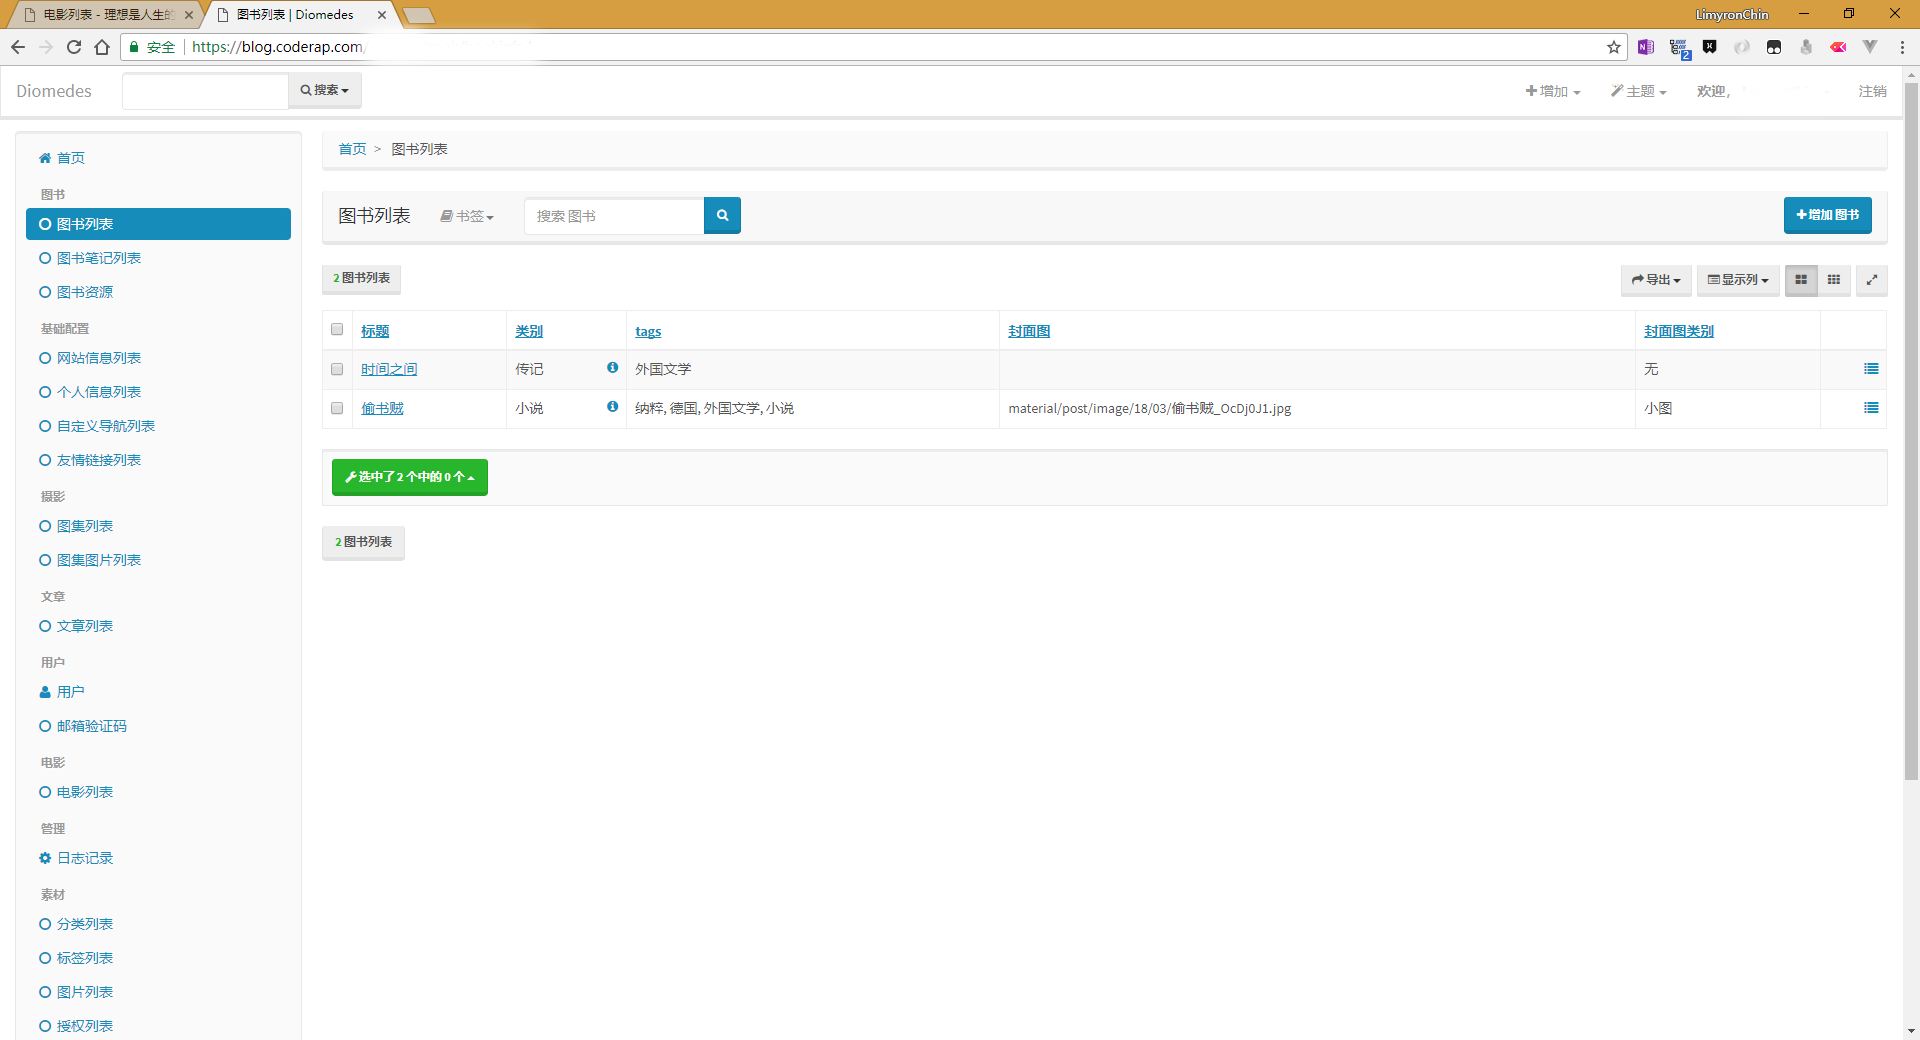 电影列表 - 理想是人生的
图书列表 | Diomedes
LimyronChin
安全
https://blog.coderap.com/
2
Diomedes
搜索
增加
主题
欢迎,
注销
首页
图书
图书列表
图书笔记列表
图书资源
基础配置
网站信息列表
个人信息列表
自定义导航列表
友情链接列表
摄影
图集列表
图集图片列表
文章
文章列表
用户
用户
邮箱验证码
电影
电影列表
管理
日志记录
素材
分类列表
标签列表
图片列表
授权列表
首页 > 图书列表
图书列表
书签
搜索 图书
增加 图书
2 图书列表
导出
显示列
标题 类别 tags 封面图 封面图类别
时间之间 传记 外国文学 无
偷书贼 小说 纳粹, 德国, 外国文学, 小说 material/post/image/18/03/偷书贼_OcDj0J1.jpg 小图
选中了 2 个中的 0 个
2 图书列表